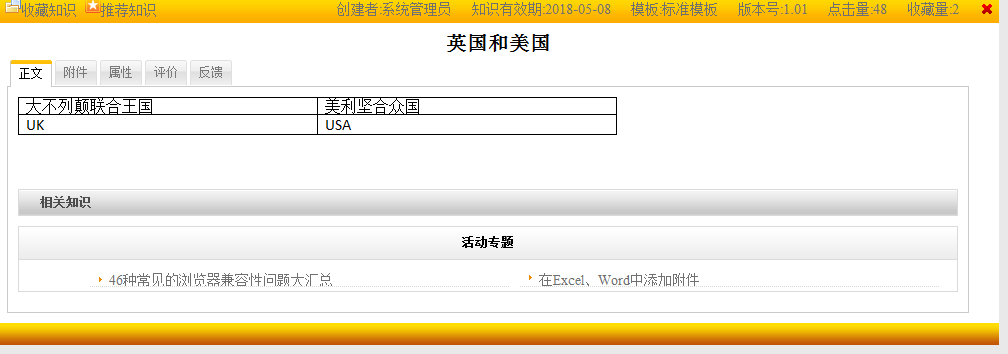 收藏知识 推荐知识 创建者:系统管理员 知识有效期:2018-05-08 模板:标准模板 版本号:1.01 点击量:48 收藏量:2
英国和美国
正文 附件 属性 评价 反馈
大不列颠联合王国 美利坚合众国
UK USA
相关知识
活动专题
46种常见的浏览器兼容性问题大汇总 在Excel、Word中添加附件